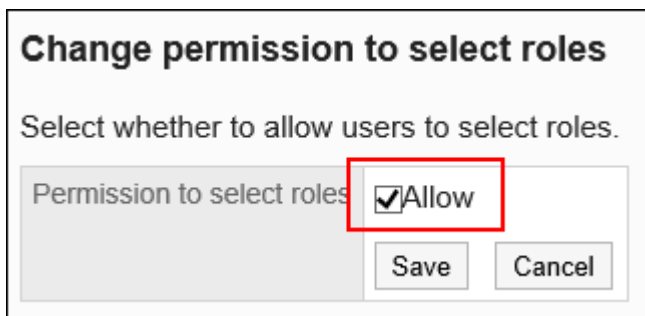 Change permission to select roles
Select whether to allow users to select roles.
Permission to select roles Allow
Save Cancel